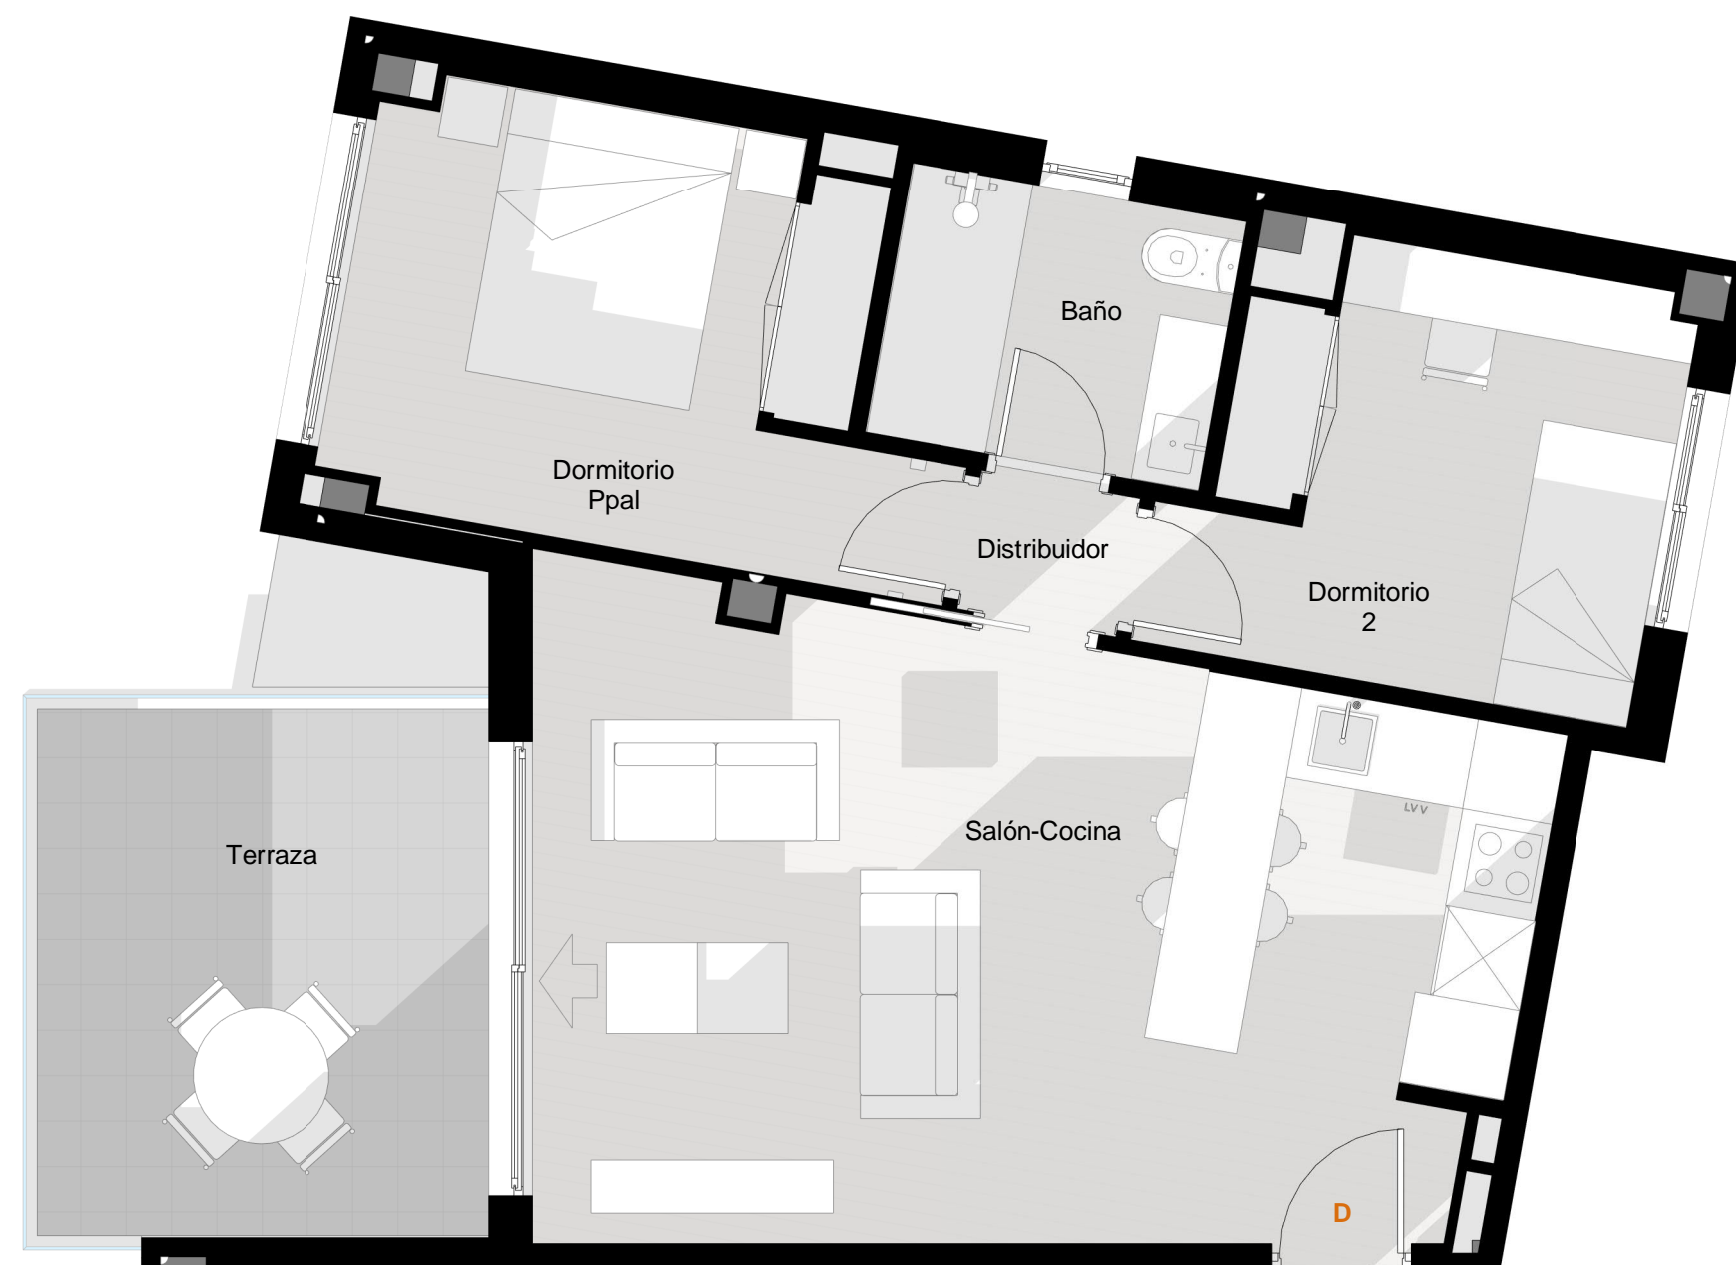 Baño
Dormitorio
Ppal
Distribuidor
Dormitorio
2
LVV
Salón-Cocina
Terraza
D